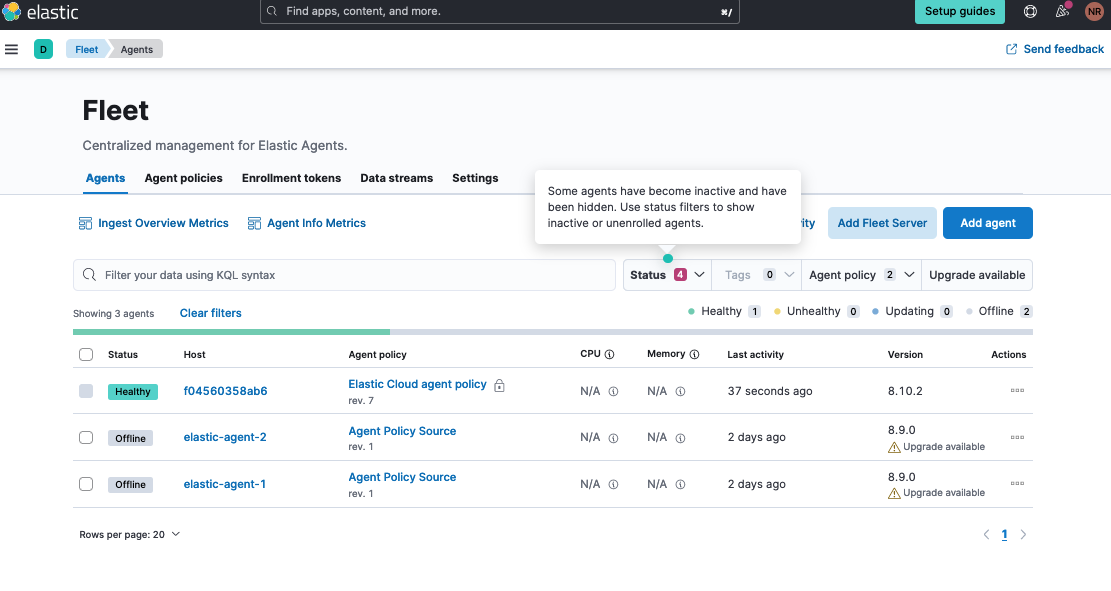 elastic
Find apps, content, and more.
⌘/
Setup guides
NR
D
Fleet
Agents
Send feedback
Fleet
Centralized management for Elastic Agents.
Agents
Agent policies
Enrollment tokens
Data streams
Settings
Some agents have become inactive and have
been hidden. Use status filters to show
inactive or unenrolled agents.
Ingest Overview Metrics
Agent Info Metrics
ity
Add Fleet Server
Add agent
Filter your data using KQL syntax
Status 4
Tags 0
Agent policy 2
Upgrade available
Showing 3 agents
Clear filters
Healthy 1
Unhealthy 0
Updating 0
Offline 2
Status Host Agent policy CPU Memory Last activity Version Actions
Healthy f04560358ab6 Elastic Cloud agent policy N/A N/A 37 seconds ago 8.10.2
rev. 7
Offline elastic-agent-2 Agent Policy Source N/A N/A 2 days ago 8.9.0
rev. 1 Upgrade available
Offline elastic-agent-1 Agent Policy Source N/A N/A 2 days ago 8.9.0
rev. 1 Upgrade available
Rows per page: 20
1